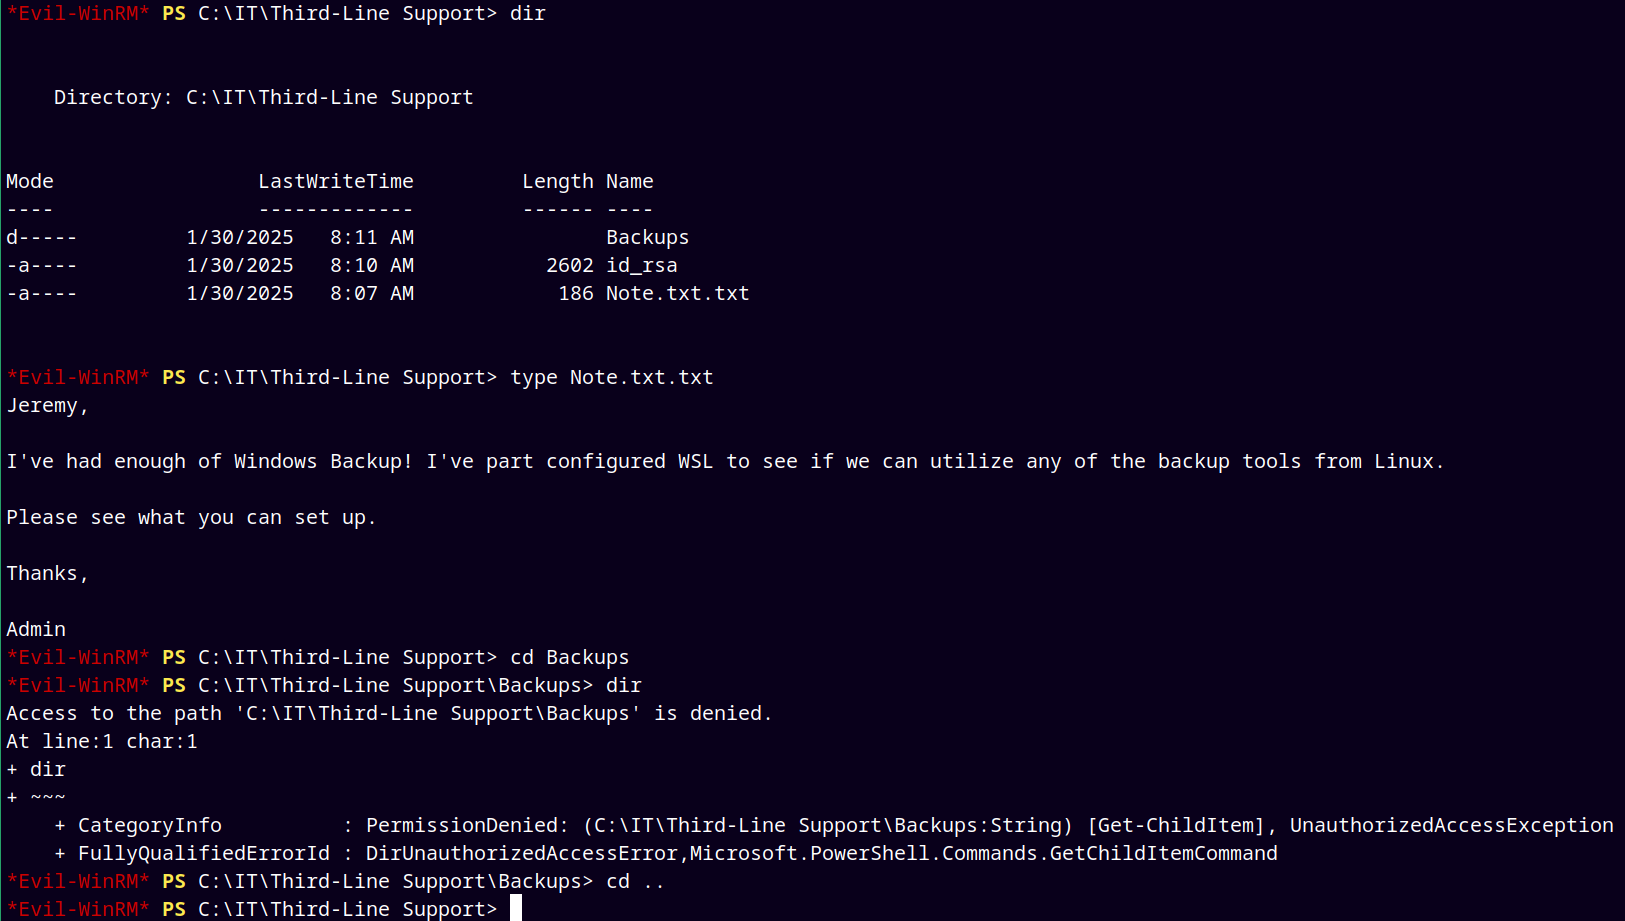 *Evil-WinRM* PS C:\IT\Third-Line Support> dir
Directory: C:\IT\Third-Line Support
Mode                 LastWriteTime         Length Name
----                 -------------         ------ ----
d-----         1/30/2025   8:11 AM                Backups
-a----         1/30/2025   8:10 AM           2602 id_rsa
-a----         1/30/2025   8:07 AM            186 Note.txt.txt
*Evil-WinRM* PS C:\IT\Third-Line Support> type Note.txt.txt
Jeremy,
I've had enough of Windows Backup! I've part configured WSL to see if we can utilize any of the backup tools from Linux.
Please see what you can set up.
Thanks,
Admin
*Evil-WinRM* PS C:\IT\Third-Line Support> cd Backups
*Evil-WinRM* PS C:\IT\Third-Line Support\Backups> dir
Access to the path 'C:\IT\Third-Line Support\Backups' is denied.
At line:1 char:1
+ dir
+ ~~~
    + CategoryInfo          : PermissionDenied: (C:\IT\Third-Line Support\Backups:String) [Get-ChildItem], UnauthorizedAccessException
    + FullyQualifiedErrorId : DirUnauthorizedAccessError,Microsoft.PowerShell.Commands.GetChildItemCommand
*Evil-WinRM* PS C:\IT\Third-Line Support\Backups> cd ..
*Evil-WinRM* PS C:\IT\Third-Line Support>